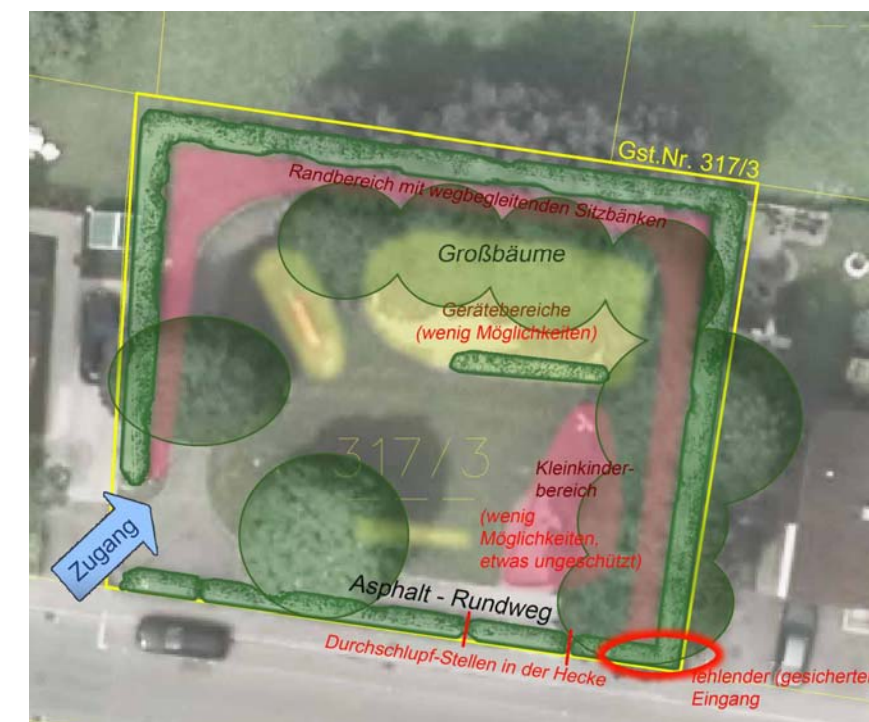 Gst.Nr. 317/3
Randbereich mit wegbegleitenden Sitzbänken
Großbäume
Gerätebereiche
(wenig Möglichkeiten)
317/3
Kleinkinder-
bereich
(wenig
Möglichkeiten,
etwas ungeschützt)
Zugang
Asphalt - Rundweg
Durchschlupf-Stellen in der Hecke
fehlender (gesicherter
Eingang